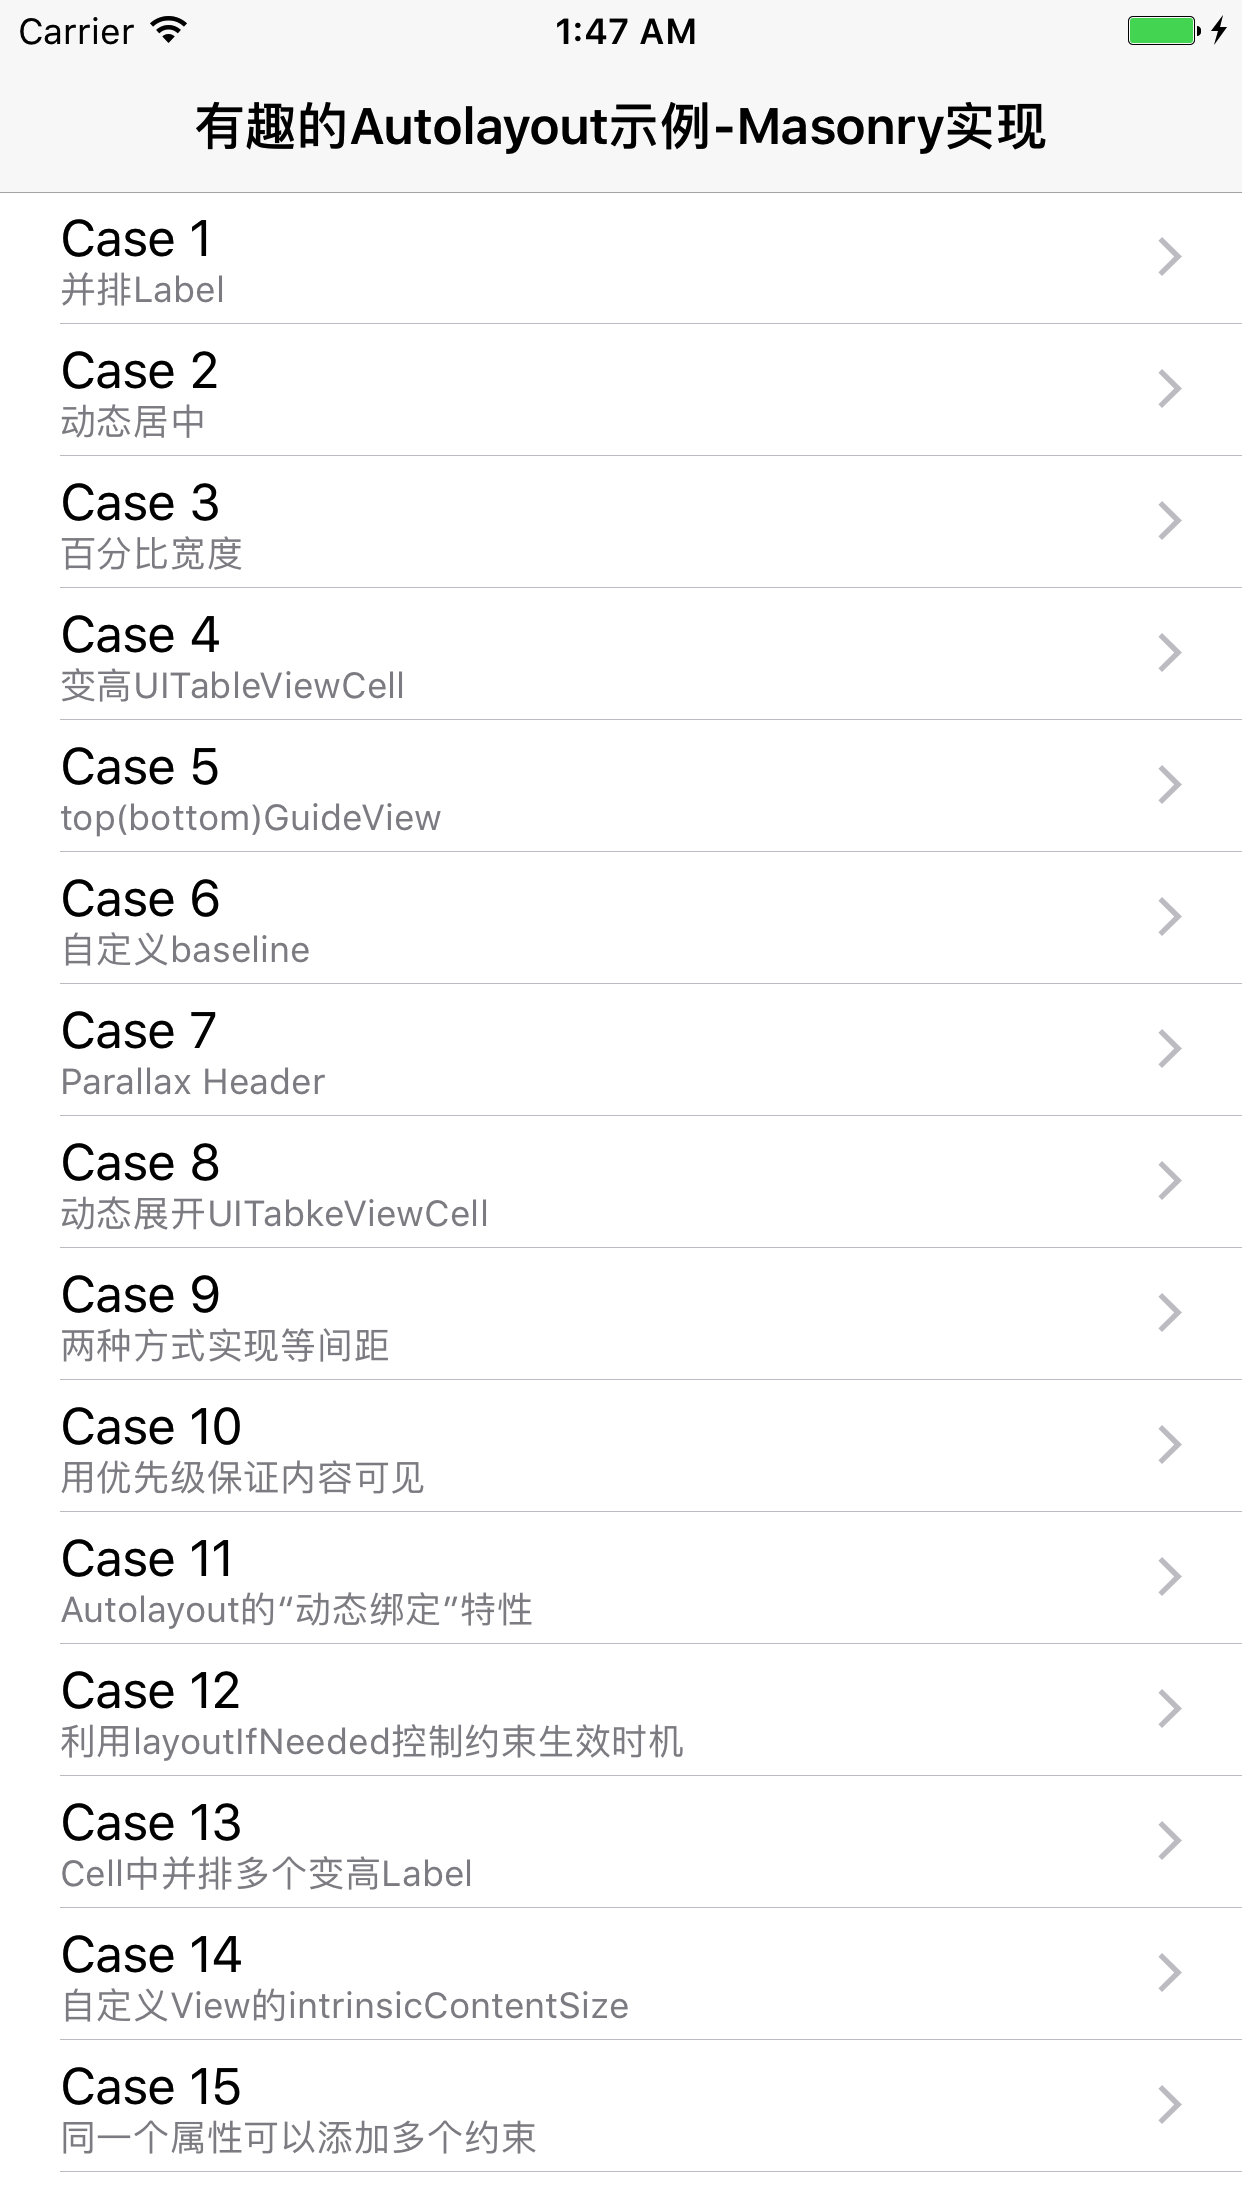 Carrier 1:47 AM
有趣的Autolayout示例-Masonry实现
Case 1
并排Label
Case 2
动态居中
Case 3
百分比宽度
Case 4
变高UITableViewCell
Case 5
top(bottom)GuideView
Case 6
自定义baseline
Case 7
Parallax Header
Case 8
动态展开UITabkeViewCell
Case 9
两种方式实现等间距
Case 10
用优先级保证内容可见
Case 11
Autolayout的“动态绑定”特性
Case 12
利用layoutIfNeeded控制约束生效时机
Case 13
Cell中并排多个变高Label
Case 14
自定义View的intrinsicContentSize
Case 15
同一个属性可以添加多个约束